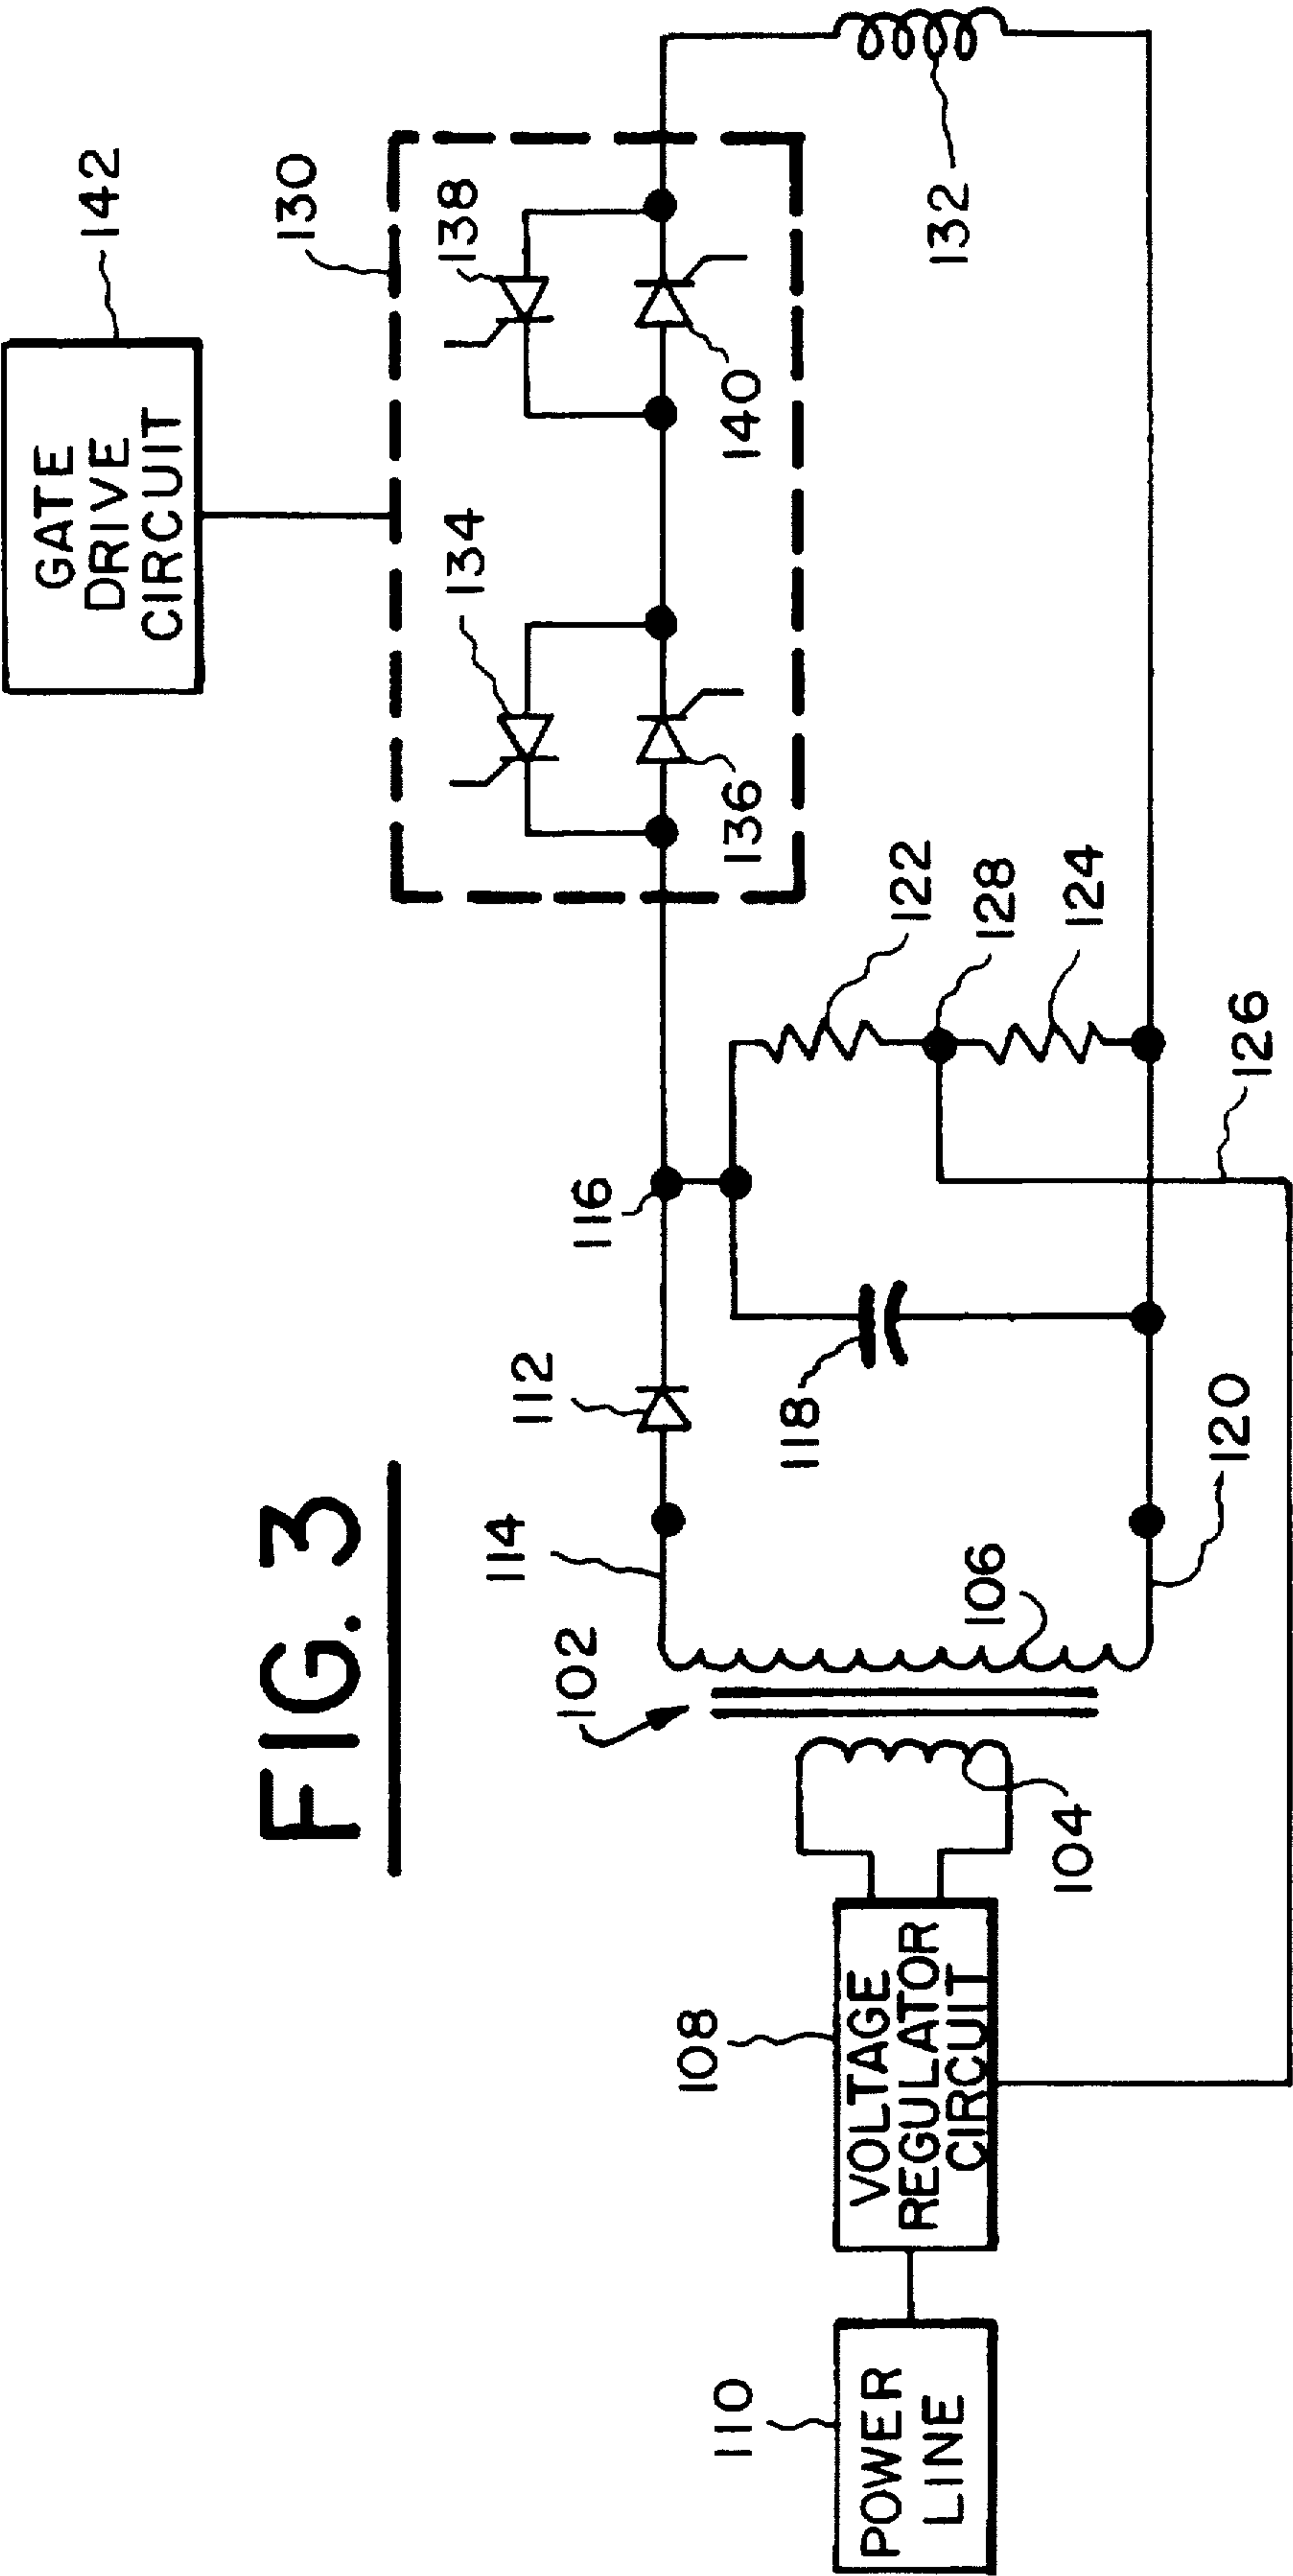 FIG. 3
110
POWER
LINE
108
VOLTAGE
REGULATOR
CIRCUIT
104
102
106
114
120
112
118
116
126
122
128
124
130
134
136
138
140
GATE
DRIVE
CIRCUIT
142
132